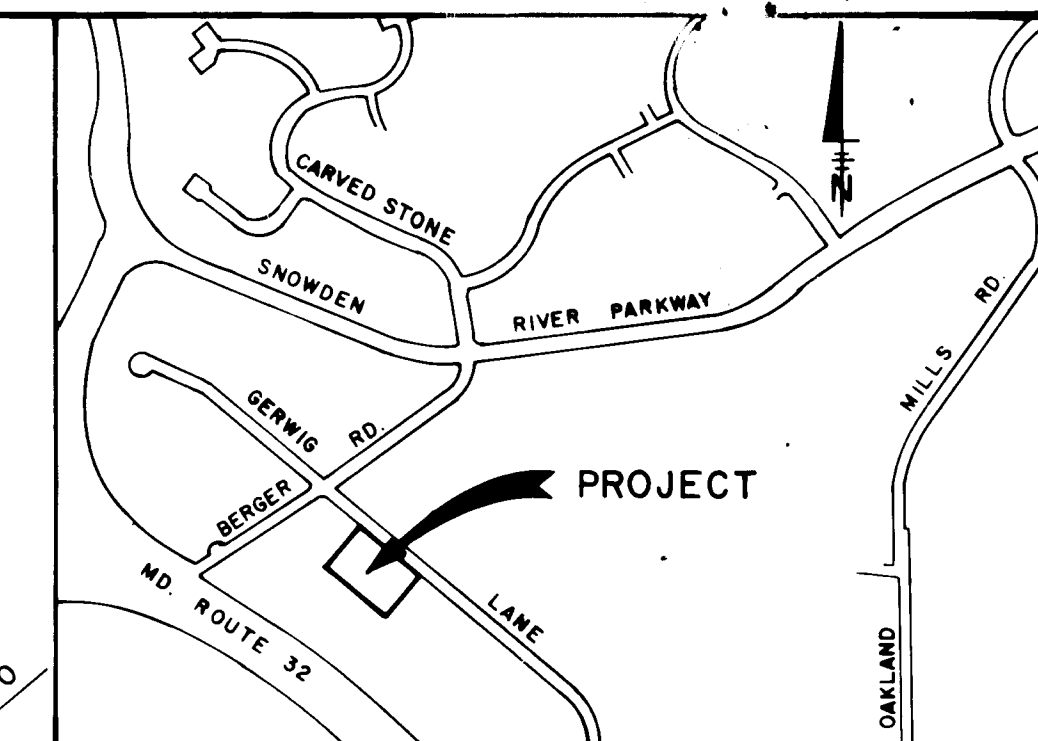 N
CARVED STONE
SNOWDEN
RIVER PARKWAY
MILLS RD.
GERWIG
BERGER RD.
PROJECT
MD. ROUTE 32
LANE
OAKLAND
O